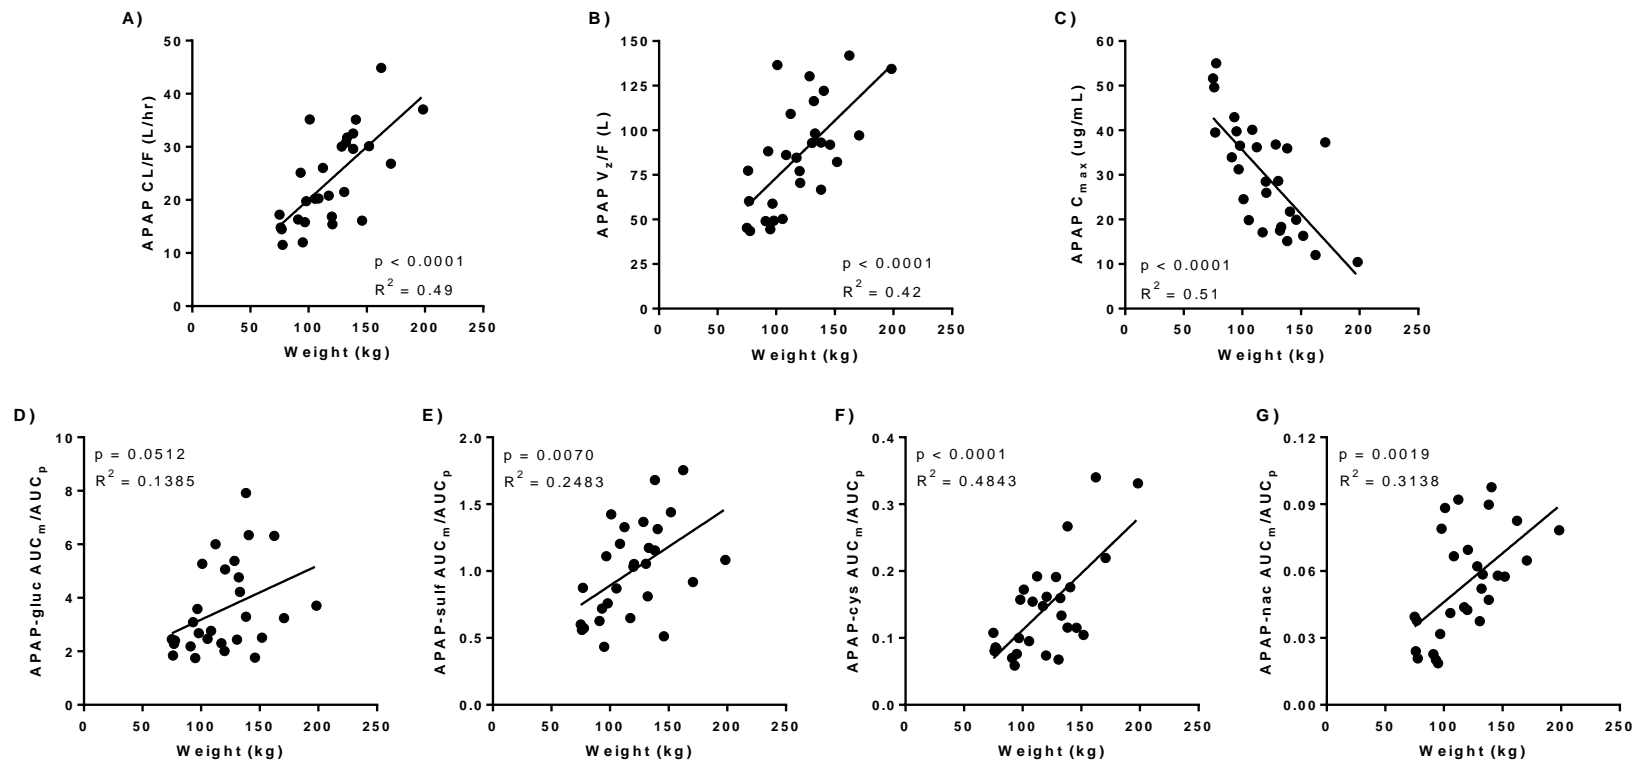 A)
APAP CL/F (L/hr)
50
40
30
20
10
0
p < 0.0001
R² = 0.49
0 50 100 150 200 250
Weight (kg)
B)
APAP Vz/F (L)
150
125
100
75
50
25
0
p < 0.0001
R² = 0.42
0 50 100 150 200 250
Weight (kg)
C)
APAP Cmax (ug/mL)
60
50
40
30
20
10
0
p < 0.0001
R² = 0.51
0 50 100 150 200 250
Weight (kg)
D)
APAP-gluc AUCm/AUCp
10
8
6
4
2
0
p = 0.0512
R² = 0.1385
0 50 100 150 200 250
Weight (kg)
E)
APAP-sulf AUCm/AUCp
2.0
1.5
1.0
0.5
0.0
p = 0.0070
R² = 0.2483
0 50 100 150 200 250
Weight (kg)
F)
APAP-cys AUCm/AUCp
0.4
0.3
0.2
0.1
0.0
p < 0.0001
R² = 0.4843
0 50 100 150 200 250
Weight (kg)
G)
APAP-nac AUCm/AUCp
0.12
0.09
0.06
0.03
0.00
p = 0.0019
R² = 0.3138
0 50 100 150 200 250
Weight (kg)